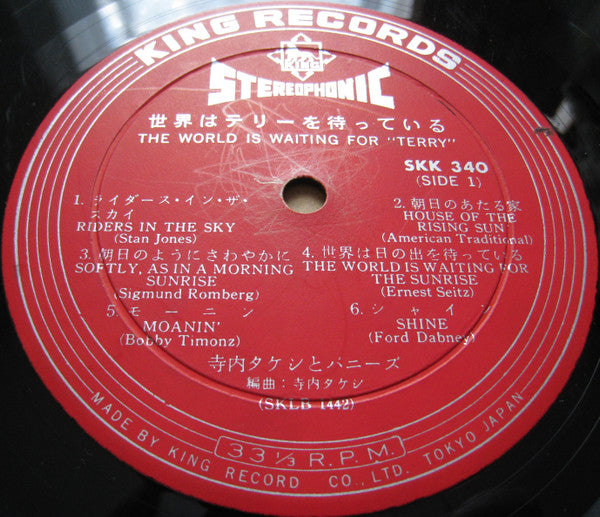 KING RECORDS
KING
STEREOPHONIC
世界はテリーを待っている
THE WORLD IS WAITING FOR "TERRY"
SKK 340
(SIDE 1)
1. ライダース・イン・ザ・
スカイ
RIDERS IN THE SKY
(Stan Jones)
2. 朝日のあたる家
HOUSE OF THE
RISING SUN
(American Traditional)
3. 朝日のようにさわやかに
SOFTLY, AS IN A MORNING
SUNRISE
(Sigmund Romberg)
4. 世界は日の出を待っている
THE WORLD IS WAITING FOR
THE SUNRISE
(Ernest Seitz)
5. モーニン
MOANIN'
(Bobby Timonz)
6. シャイン
SHINE
(Ford Dabney)
寺内タケシとバニーズ
編曲：寺内タケシ
(SKLB 1442)
33⅓ R.P.M.
MADE BY KING RECORD CO., LTD. TOKYO JAPAN